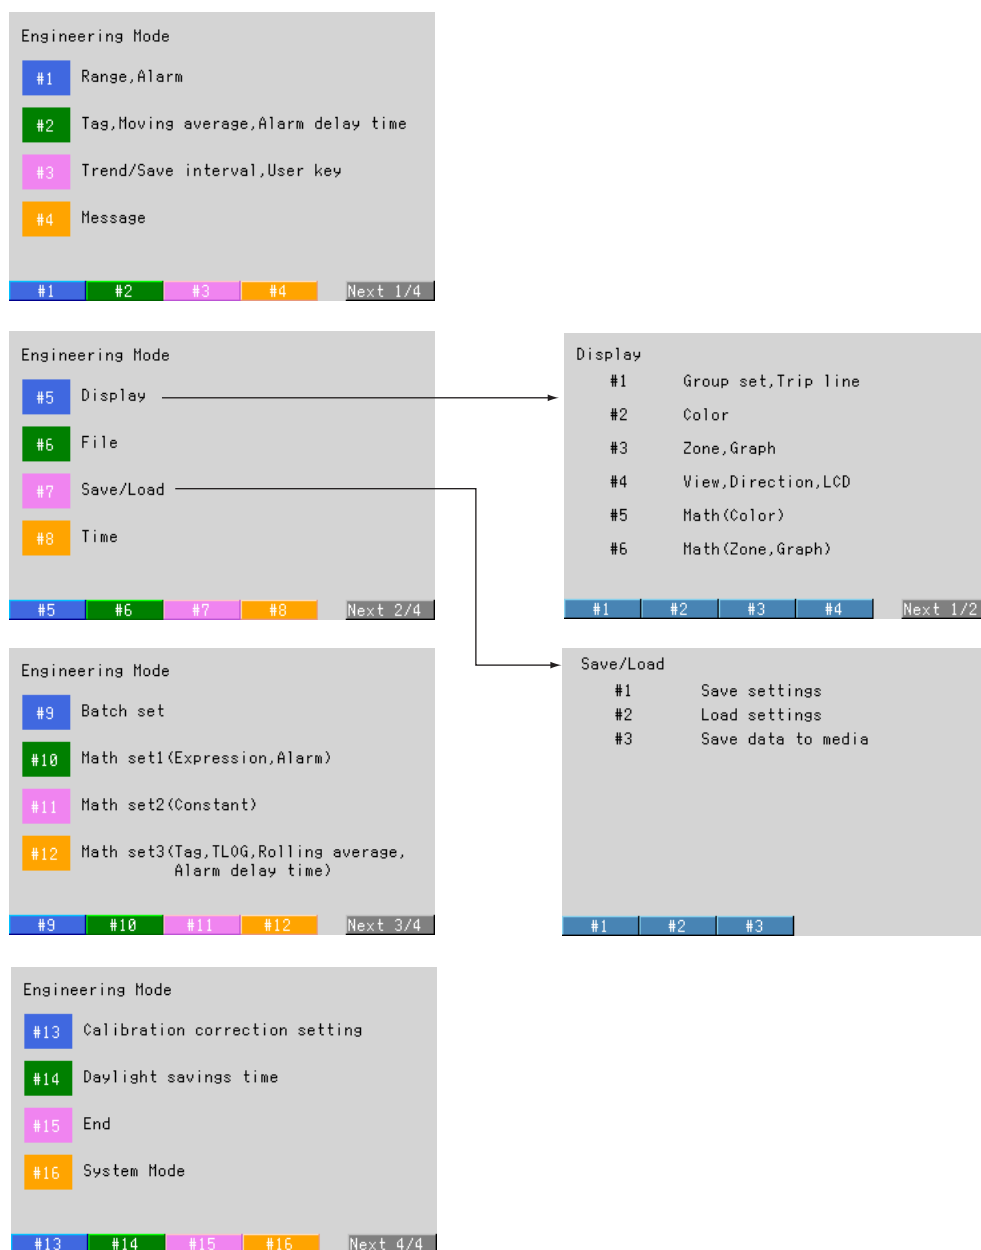 Engineering Mode
#1 Range,Alarm
#2 Tag,Moving average,Alarm delay time
#3 Trend/Save interval,User key
#4 Message
#1 #2 #3 #4 Next 1/4
Engineering Mode
#5 Display
#6 File
#7 Save/Load
#8 Time
#5 #6 #7 #8 Next 2/4
Display
#1 Group set,Trip line
#2 Color
#3 Zone,Graph
#4 View,Direction,LCD
#5 Math(Color)
#6 Math(Zone,Graph)
#1 #2 #3 #4 Next 1/2
Engineering Mode
#9 Batch set
#10 Math set1(Expression,Alarm)
#11 Math set2(Constant)
#12 Math set3(Tag,TLOG,Rolling average,
Alarm delay time)
#9 #10 #11 #12 Next 3/4
Save/Load
#1 Save settings
#2 Load settings
#3 Save data to media
#1 #2 #3
Engineering Mode
#13 Calibration correction setting
#14 Daylight savings time
#15 End
#16 System Mode
#13 #14 #15 #16 Next 4/4